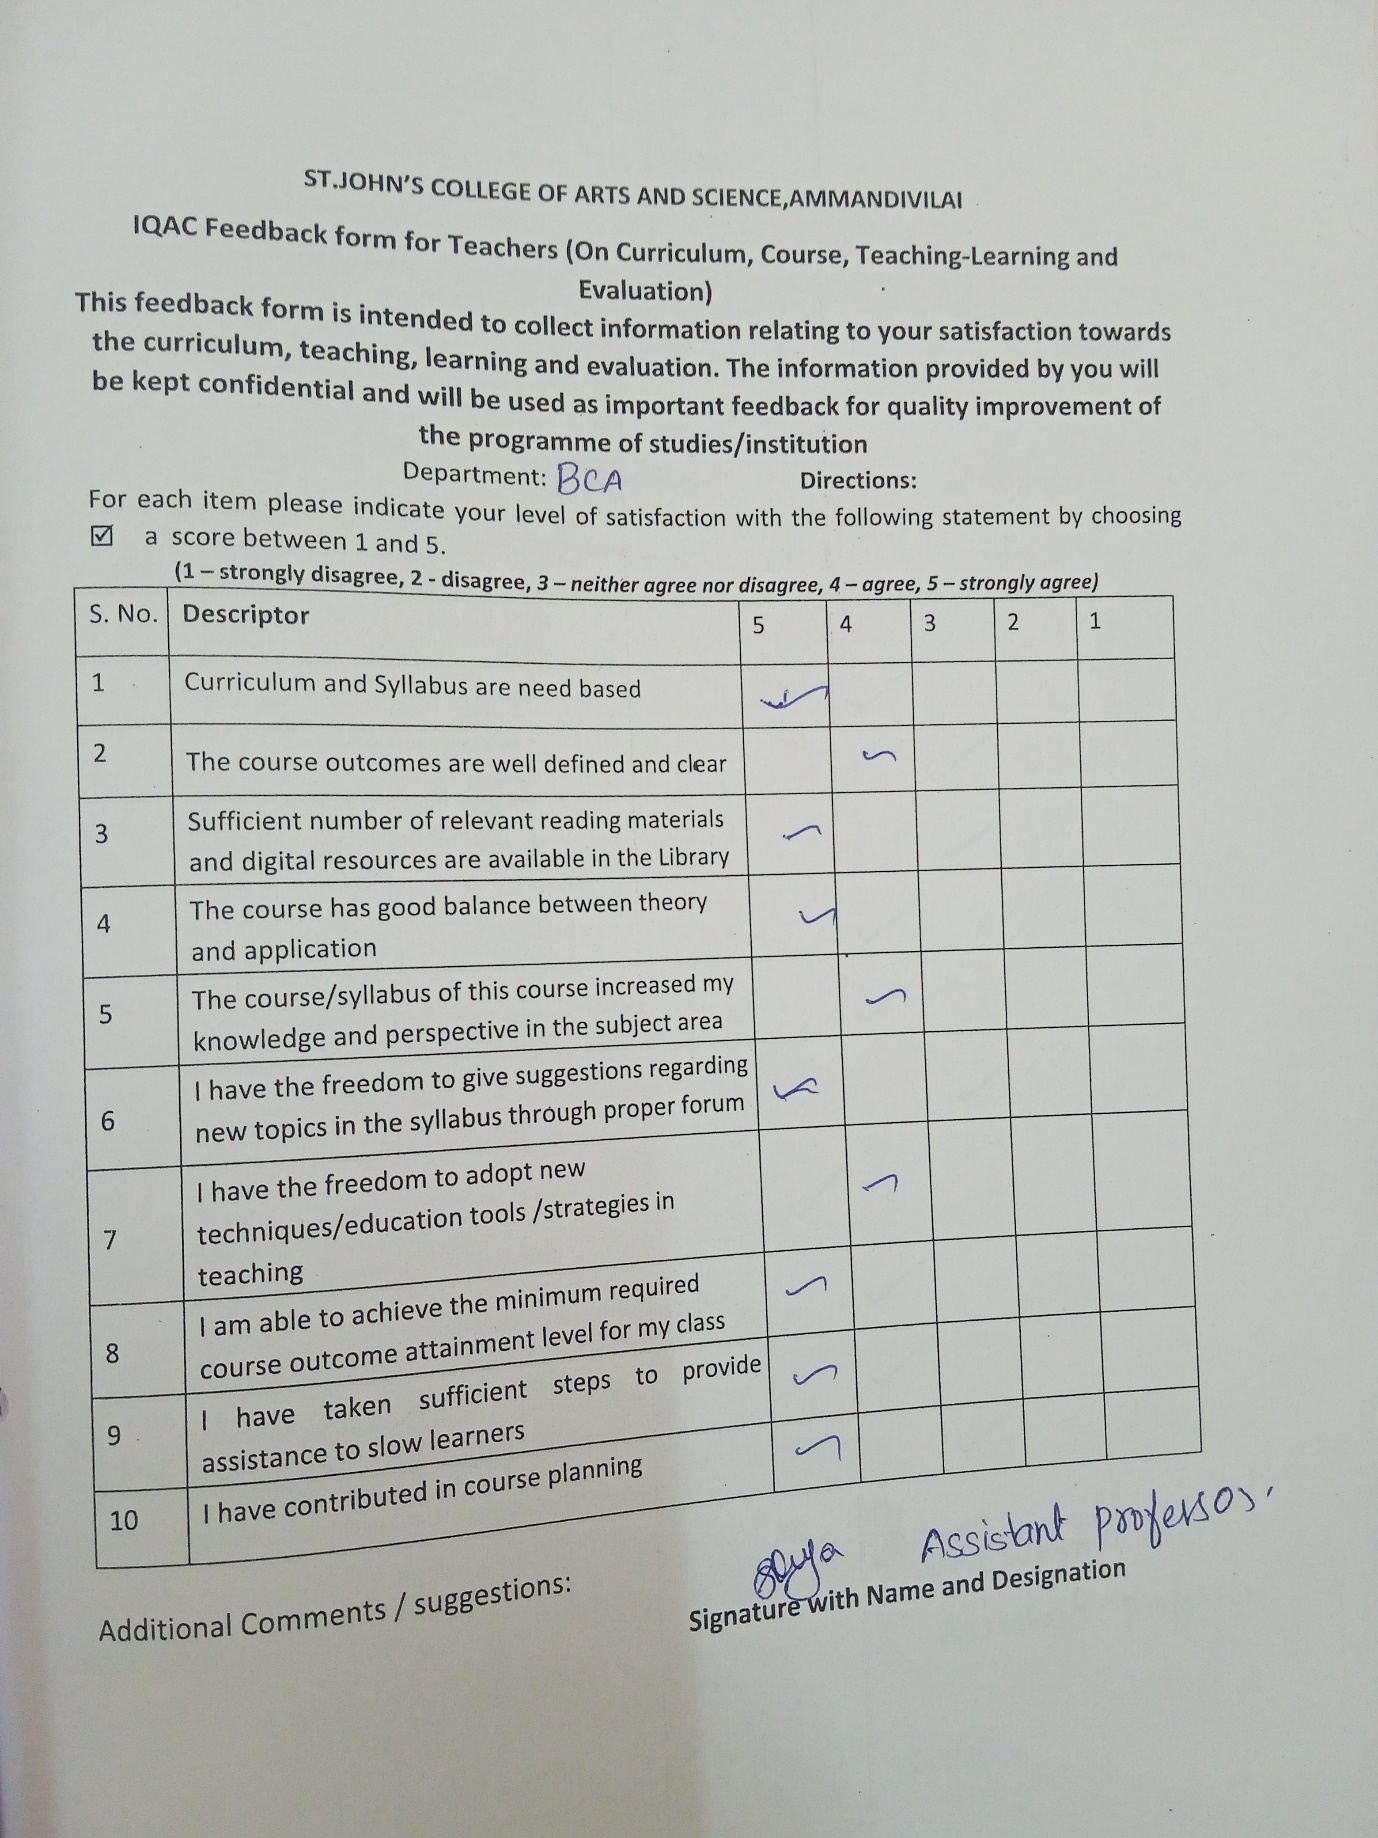 ST.JOHN'S COLLEGE OF ARTS AND SCIENCE,AMMANDIVILAI
IQAC Feedback form for Teachers (On Curriculum, Course, Teaching-Learning and
Evaluation)
This feedback form is intended to collect information relating to your satisfaction towards
the curriculum, teaching, learning and evaluation. The information provided by you will
be kept confidential and will be used as important feedback for quality improvement of
the programme of studies/institution
Department: BCA Directions:
For each item please indicate your level of satisfaction with the following statement by choosing
☑ a score between 1 and 5.
(1 – strongly disagree, 2 - disagree, 3 – neither agree nor disagree, 4 – agree, 5 – strongly agree)
S. No. Descriptor 5 4 3 2 1
1 Curriculum and Syllabus are need based
2 The course outcomes are well defined and clear
3 Sufficient number of relevant reading materials
and digital resources are available in the Library
4 The course has good balance between theory
and application
5 The course/syllabus of this course increased my
knowledge and perspective in the subject area
6 I have the freedom to give suggestions regarding
new topics in the syllabus through proper forum
7 I have the freedom to adopt new
techniques/education tools /strategies in
teaching
8 I am able to achieve the minimum required
course outcome attainment level for my class
9 I have taken sufficient steps to provide
assistance to slow learners
10 I have contributed in course planning
Assistant professor.
Signature with Name and Designation
Additional Comments / suggestions: